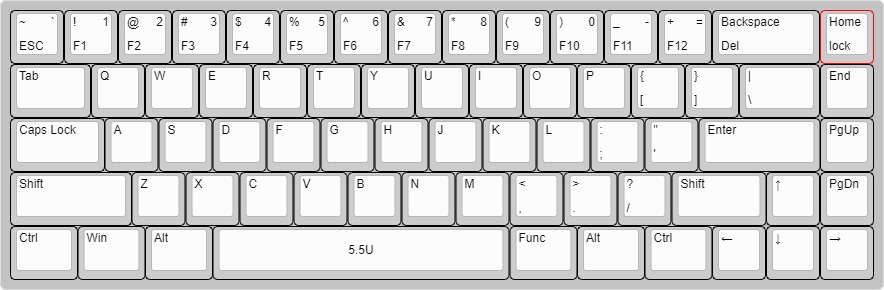 ~ ` ! 1 @ 2 # 3 $ 4 % 5 ^ 6 & 7 * 8 ( 9 ) 0 _ - + = Backspace Home
ESC F1 F2 F3 F4 F5 F6 F7 F8 F9 F10 F11 F12 Del lock
Tab Q W E R T Y U I O P { } | End
[ ] \
Caps Lock A S D F G H J K L : " Enter PgUp
; '
Shift Z X C V B N M < > ? Shift ↑ PgDn
, . /
Ctrl Win Alt 5.5U Func Alt Ctrl ← ↓ →